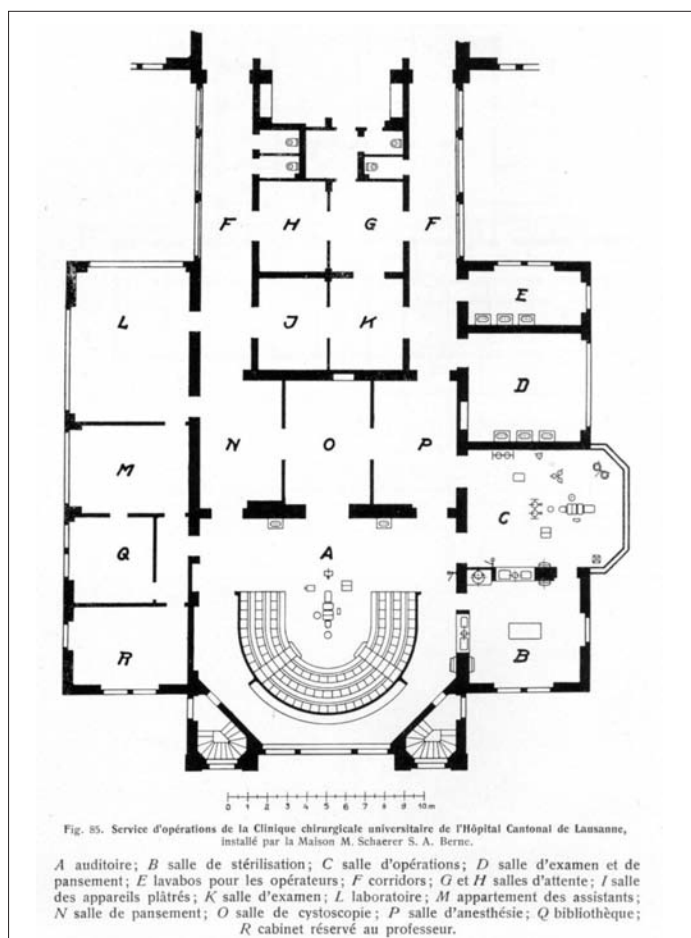 F H G F
E
L J K
D
N O P
M
C
A
Q
R B
0 1 2 3 4 5 6 7 8 9 10 m
Fig. 85. Service d'opérations de la Clinique chirurgicale universitaire de l'Hôpital Cantonal de Lausanne,
installé par la Maison M. Schaerer S. A. Berne.
A auditoire; B salle de stérilisation; C salle d'opérations; D salle d'examen et de
pansement; E lavabos pour les opérateurs; F corridors; G et H salles d'attente; I salle
des appareils plâtrés; K salle d'examen; L laboratoire; M appartement des assistants;
N salle de pansement; O salle de cystoscopie; P salle d'anesthésie; Q bibliothèque;
R cabinet réservé au professeur.